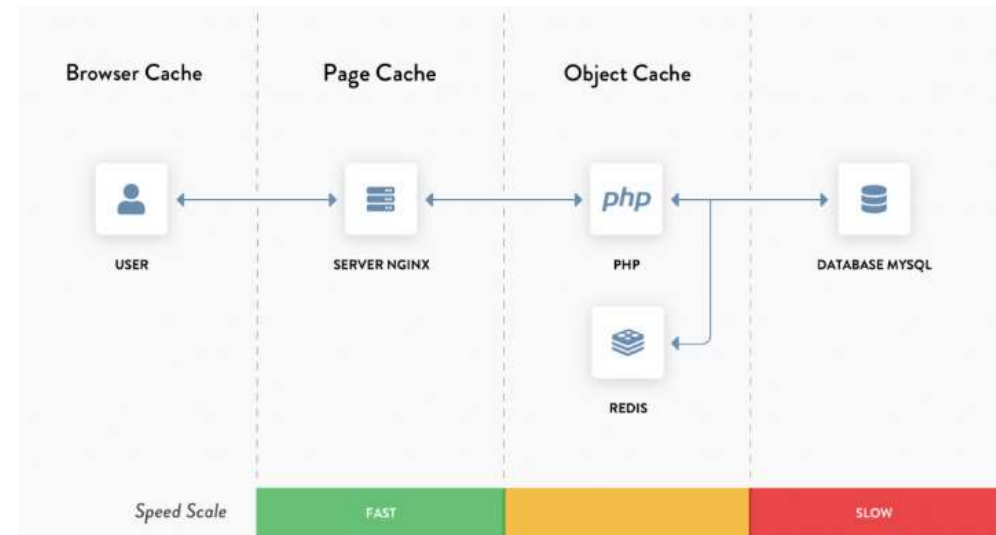 Browser Cache
Page Cache
Object Cache
php
USER
SERVER NGINX
PHP
DATABASE MYSQL
REDIS
Speed Scale
FAST
SLOW